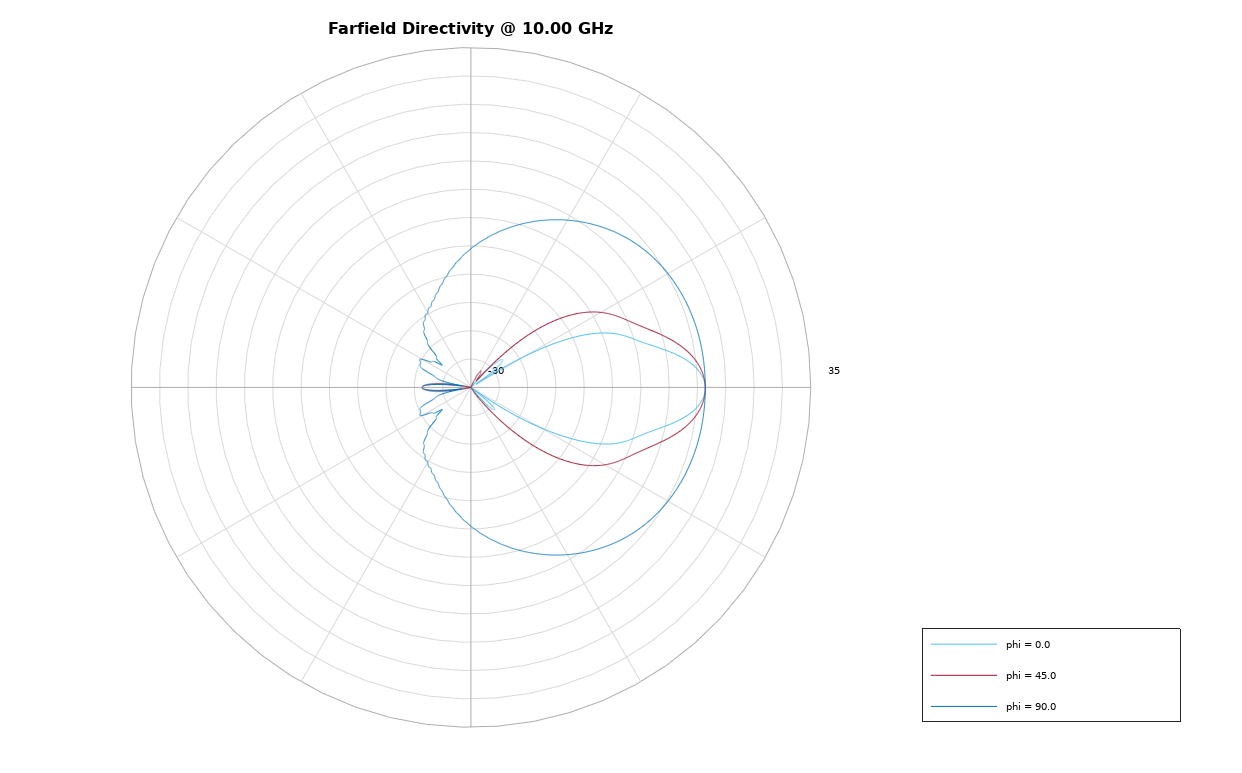 Farfield Directivity @ 10.00 GHz
-30
35
phi = 0.0
phi = 45.0
phi = 90.0